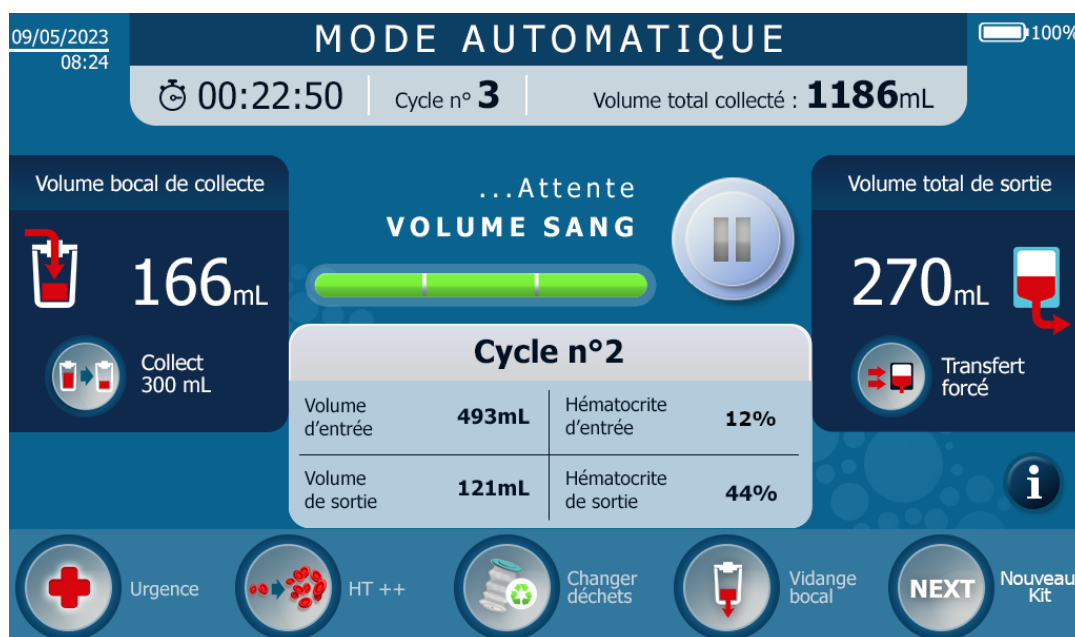 09/05/2023
08:24
MODE AUTOMATIQUE
100%
00:22:50
Cycle n° 3
Volume total collecté : 1186mL
Volume bocal de collecte
166mL
Collect
300 mL
...Attente
VOLUME SANG
Volume total de sortie
270mL
Transfert
forcé
Cycle n°2
Volume
d'entrée
493mL
Hématocrite
d'entrée
12%
Volume
de sortie
121mL
Hématocrite
de sortie
44%
i
Urgence
HT ++
Changer
déchets
Vidange
bocal
NEXT
Nouveau
Kit